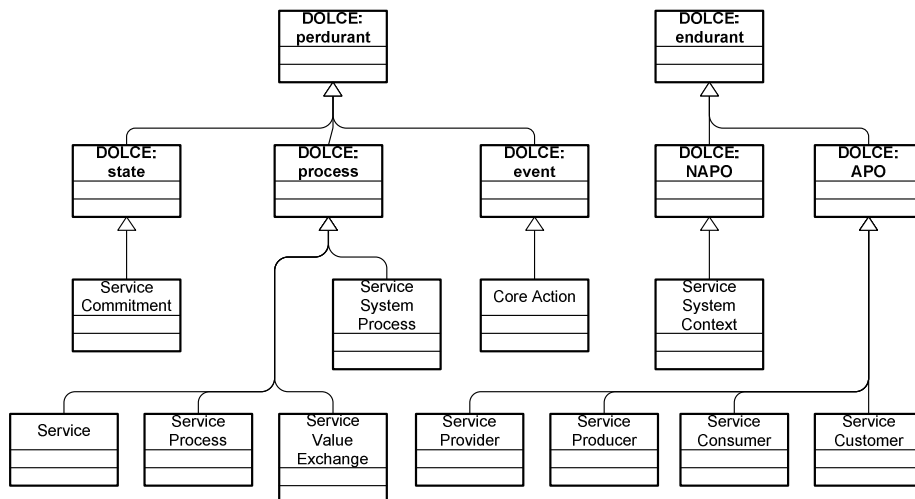 DOLCE:
perdurant
DOLCE:
endurant
DOLCE:
state
DOLCE:
process
DOLCE:
event
DOLCE:
NAPO
DOLCE:
APO
Service
Commitment
Service
System
Process
Core Action
Service
System
Context
Service
Service
Process
Service
Value
Exchange
Service
Provider
Service
Producer
Service
Consumer
Service
Customer